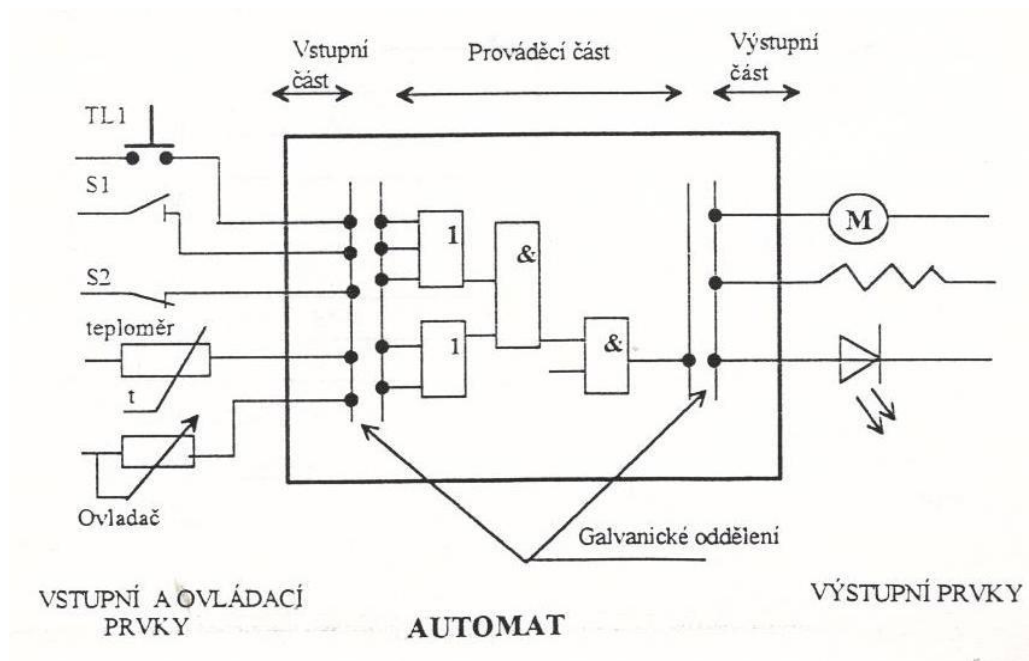 Vstupní
část
Prováděcí část
Výstupní
část
TL1
S1
S2
teploměr
t
Ovladač
1
&
1
&
M
Galvanické oddělení
VSTUPNÍ A OVLÁDACÍ
PRVKY
AUTOMAT
VÝSTUPNÍ PRVKY